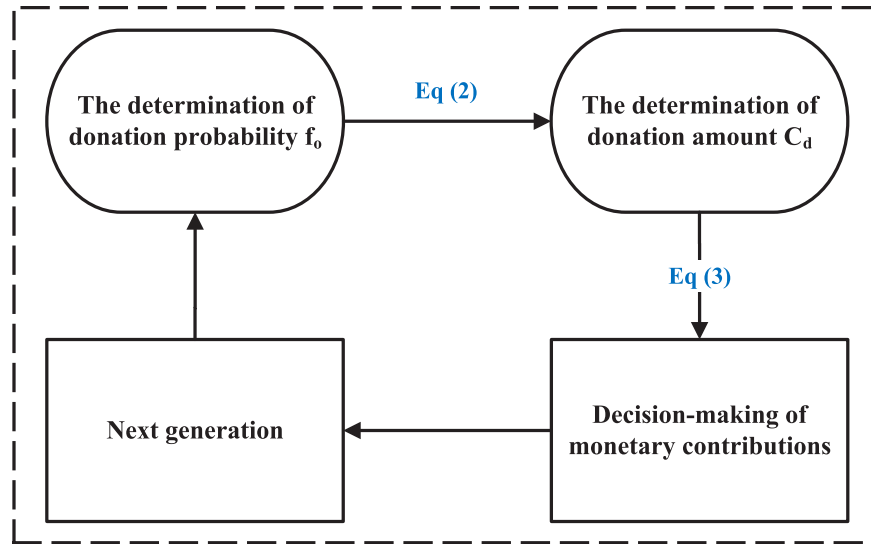 The determination of
donation probability fₒ
Eq (2)
The determination of
donation amount C_d
Eq (3)
Next generation
Decision-making of
monetary contributions